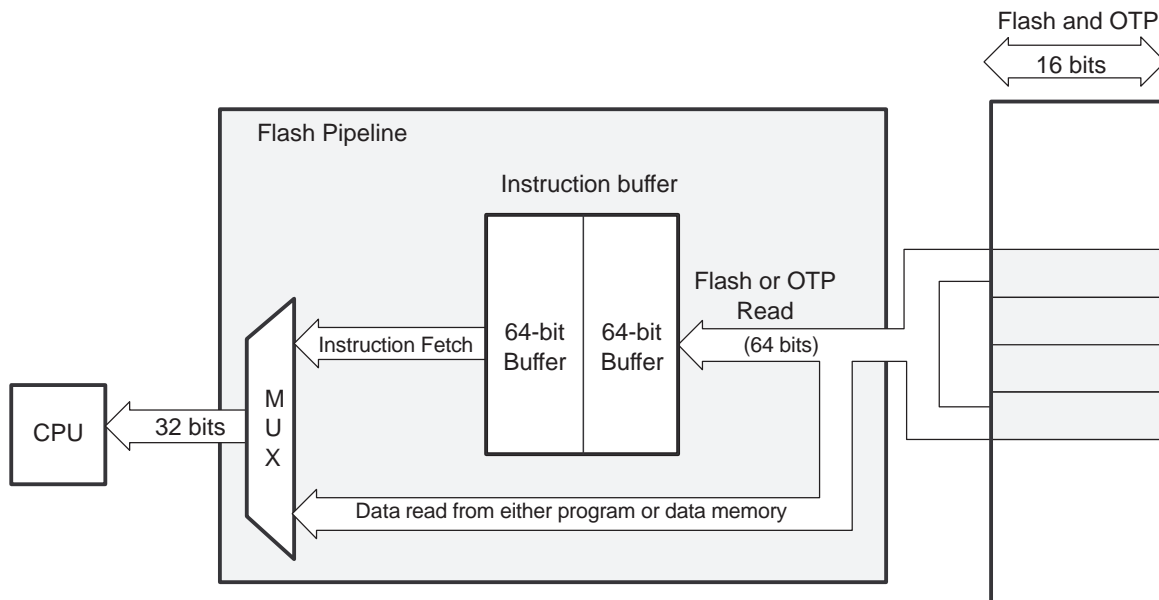 Flash and OTP
16 bits
Flash Pipeline
Instruction buffer
Flash or OTP
Read
(64 bits)
64-bit
Buffer
64-bit
Buffer
Instruction Fetch
M
U
X
CPU
32 bits
Data read from either program or data memory